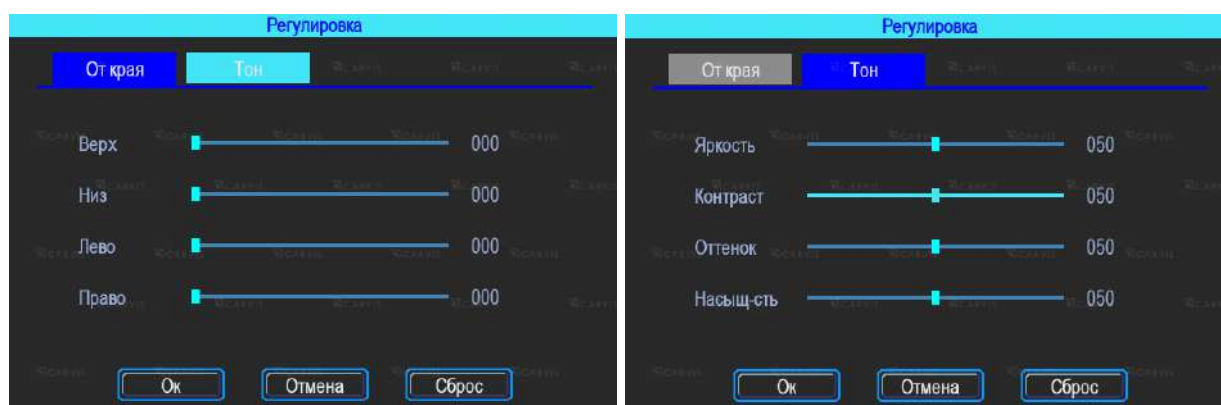 Регулировка
От края Тон
Верх 000
Низ 000
Лево 000
Право 000
Ок Отмена Сброс
Регулировка
От края Тон
Яркость 050
Контраст 050
Оттенок 050
Насыщ-сть 050
Ок Отмена Сброс